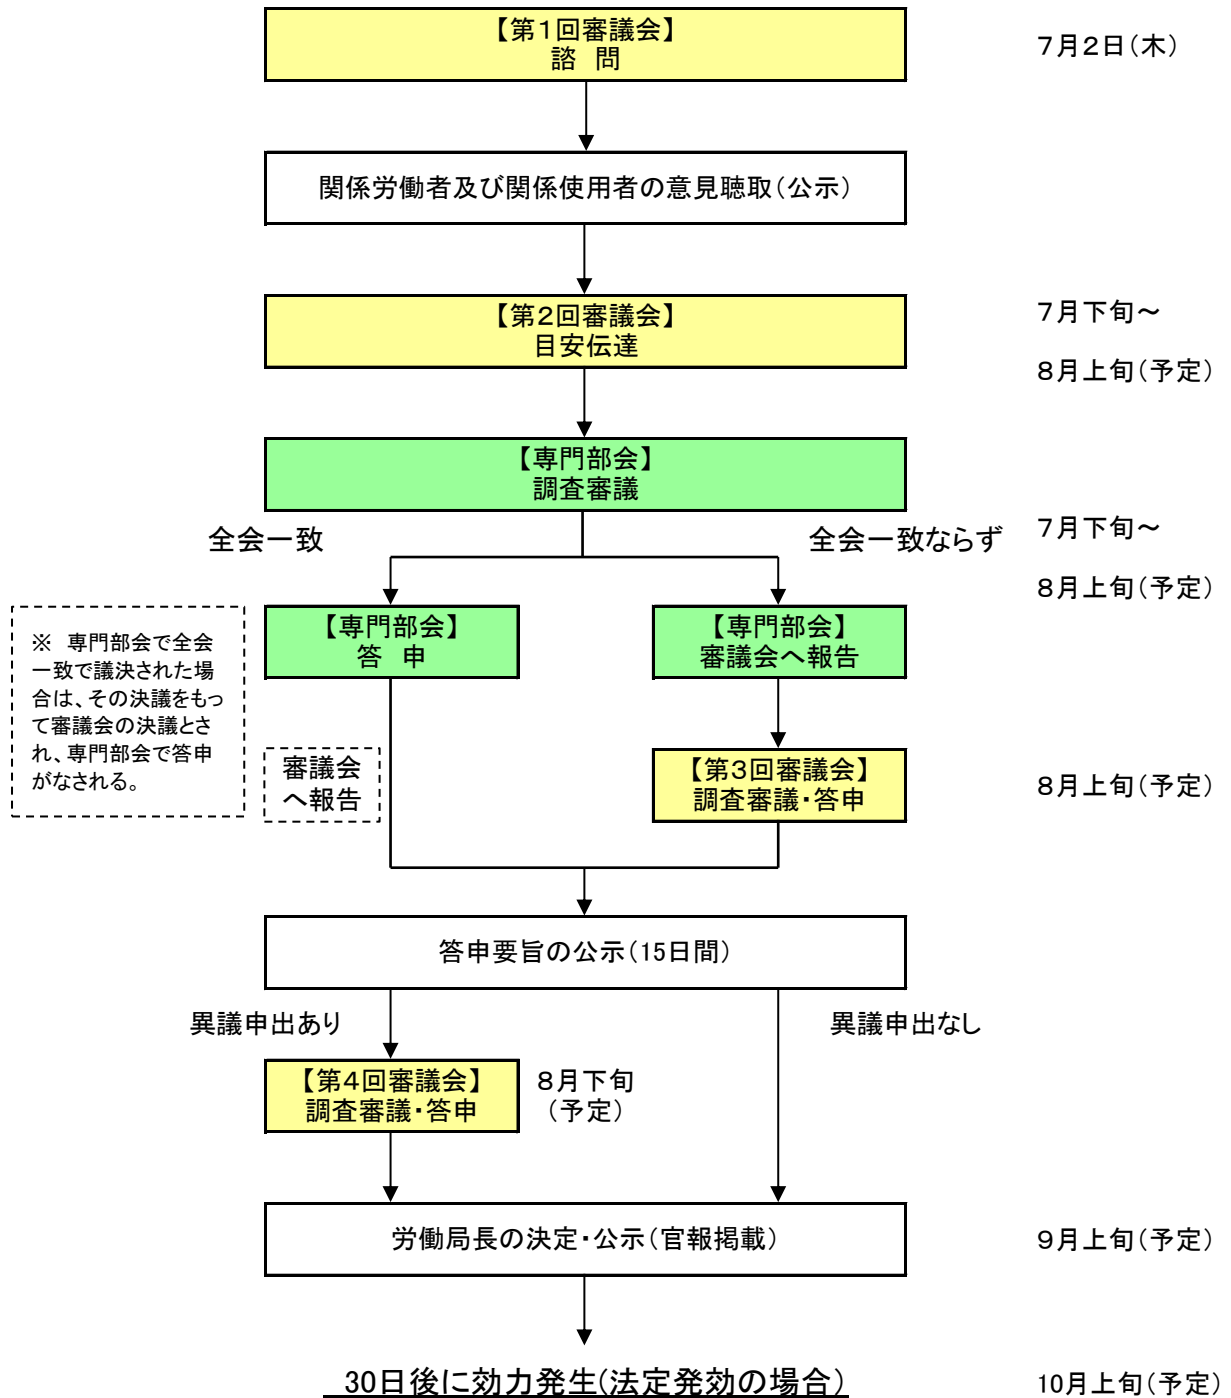 【第１回審議会】
諮　問
７月２日（木）
関係労働者及び関係使用者の意見聴取（公示）
【第２回審議会】
目安伝達
７月下旬～
８月上旬（予定）
【専門部会】
調査審議
全会一致
全会一致ならず
７月下旬～
８月上旬（予定）
※　専門部会で全会
一致で議決された場
合は、その決議をもっ
て審議会の決議とさ
れ、専門部会で答申
がなされる。
【専門部会】
答　申
【専門部会】
審議会へ報告
審議会
へ報告
【第３回審議会】
調査審議・答申
８月上旬（予定）
答申要旨の公示（15日間）
異議申出あり
異議申出なし
【第４回審議会】
調査審議・答申
８月下旬
（予定）
労働局長の決定・公示（官報掲載）
９月上旬（予定）
30日後に効力発生（法定発効の場合）
10月上旬（予定）